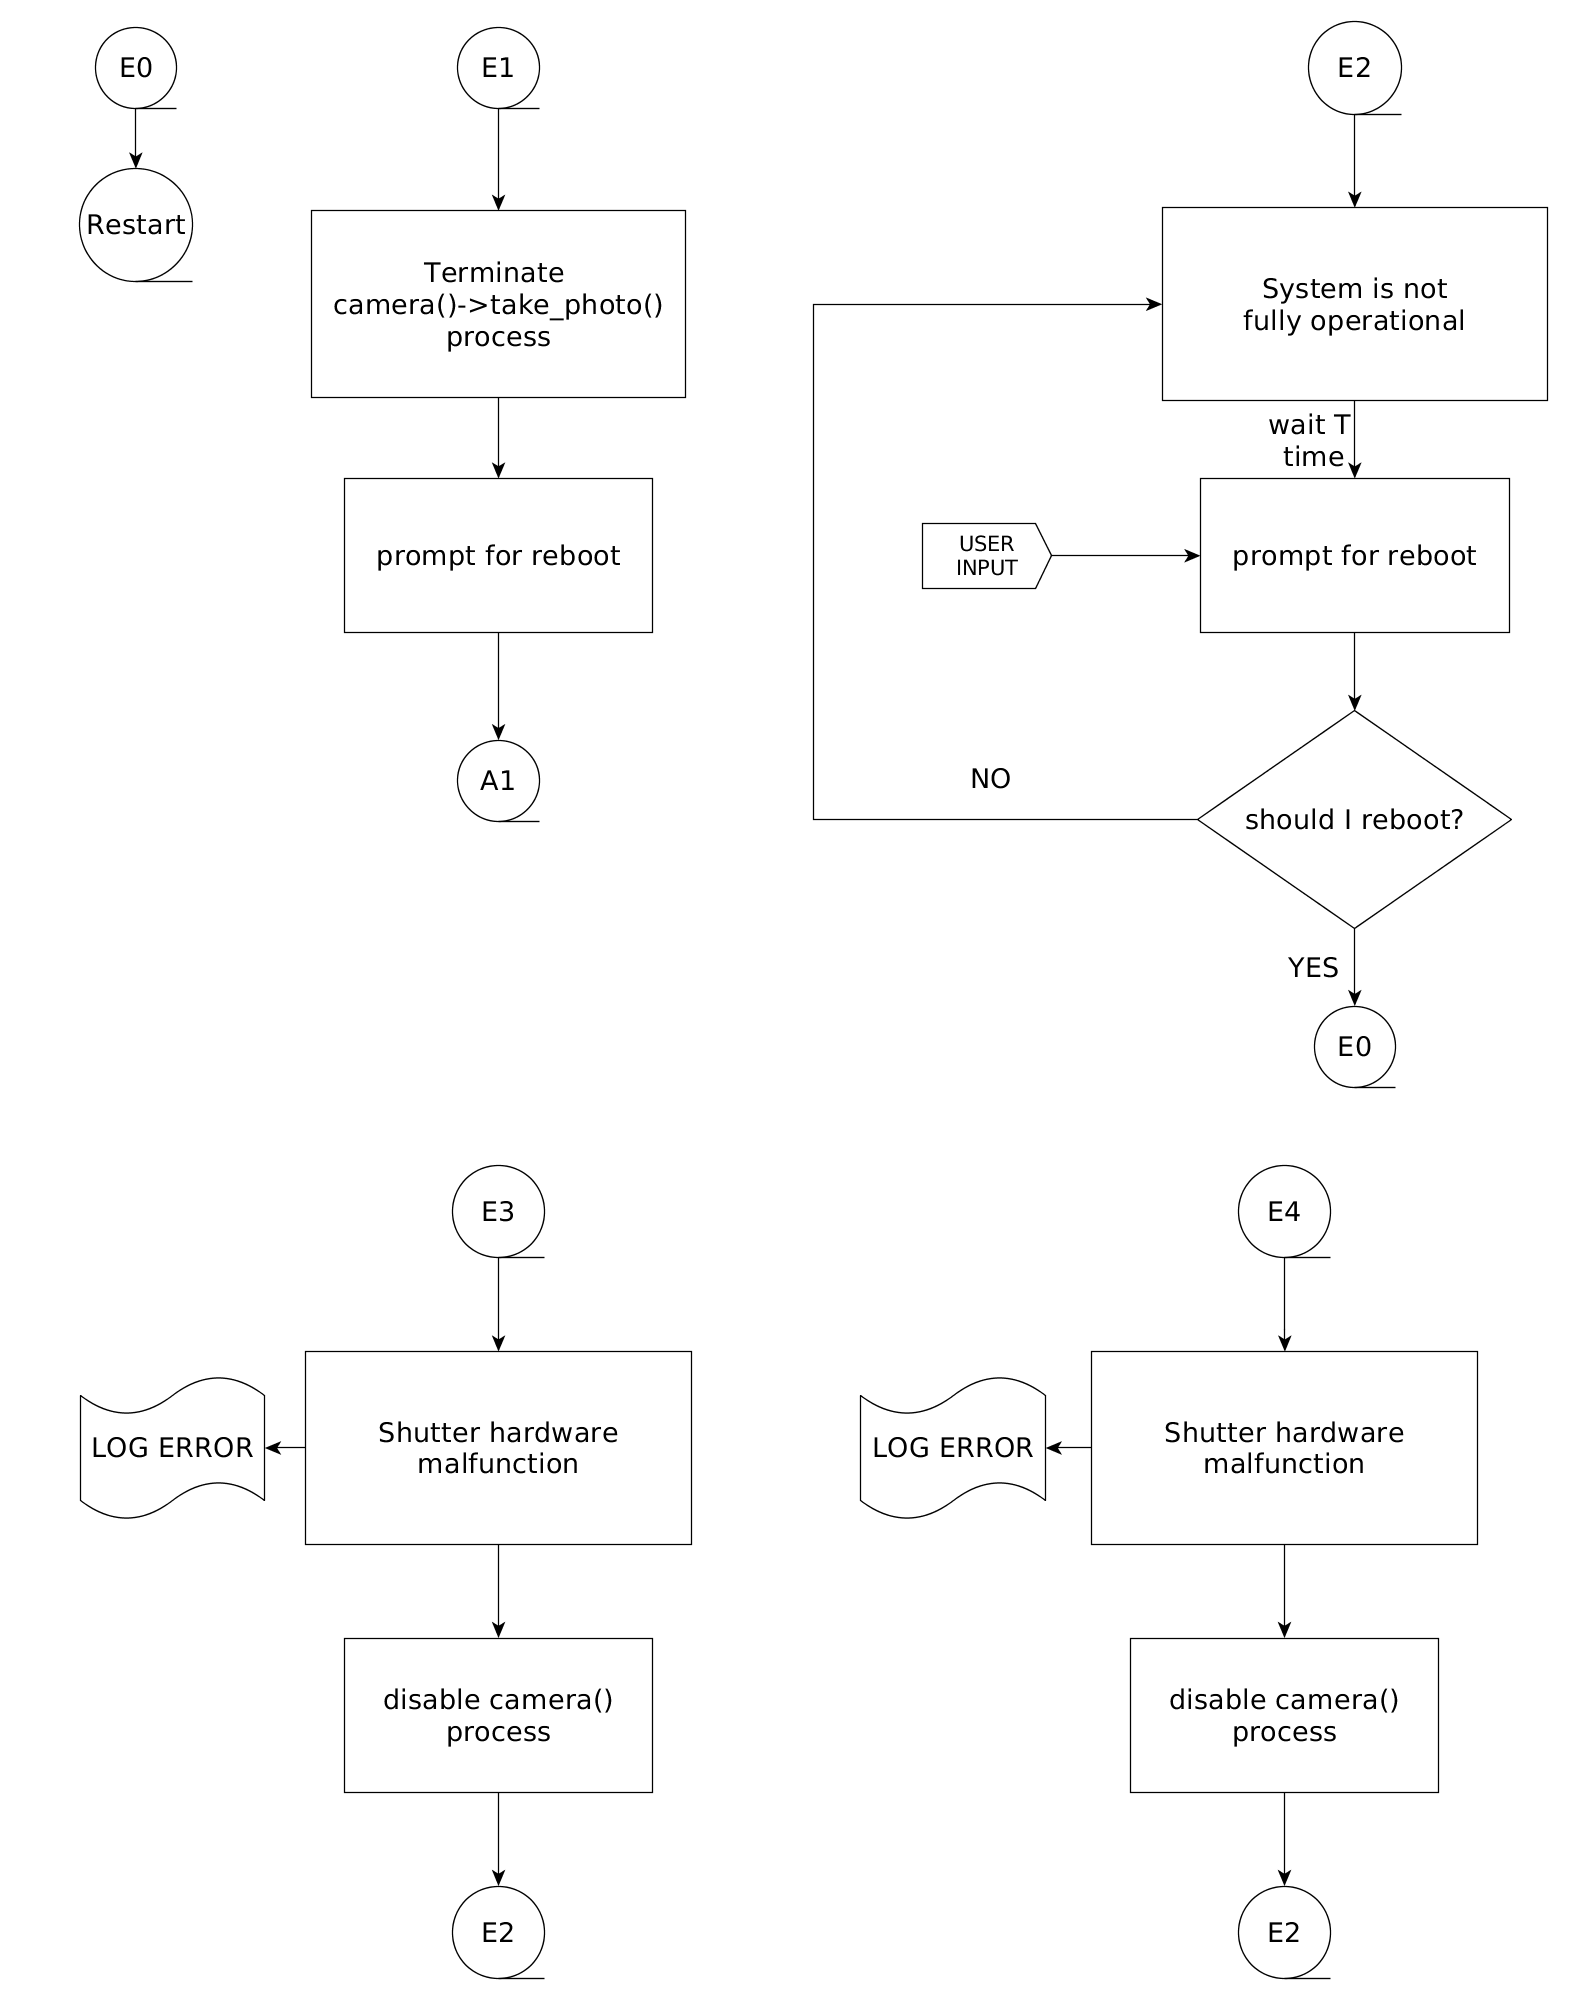 E0
Restart
E1
Terminate
camera()->take_photo()
process
prompt for reboot
A1
E2
System is not
fully operational
wait T
time
USER
INPUT
prompt for reboot
should I reboot?
NO
YES
E0
E3
Shutter hardware
malfunction
LOG ERROR
disable camera()
process
E2
E4
Shutter hardware
malfunction
LOG ERROR
disable camera()
process
E2